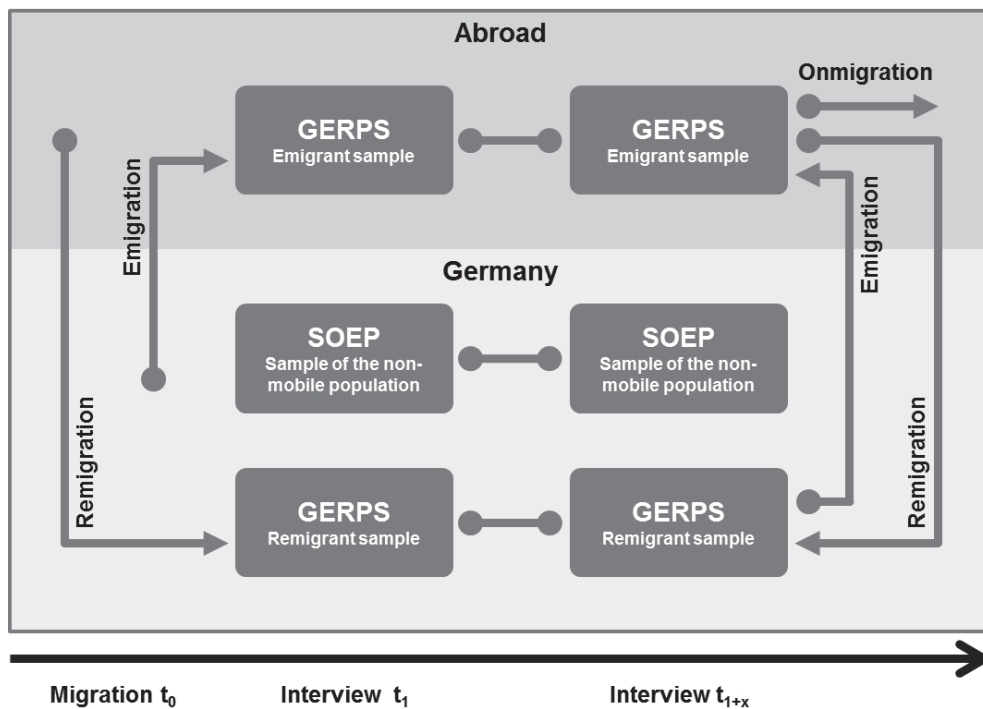 Abroad
Onmigration
GERPS
Emigrant sample
GERPS
Emigrant sample
Emigration
Emigration
Germany
SOEP
Sample of the non-
mobile population
SOEP
Sample of the non-
mobile population
Remigration
Remigration
GERPS
Remigrant sample
GERPS
Remigrant sample
Migration t₀
Interview t₁
Interview t₁₊ₓ